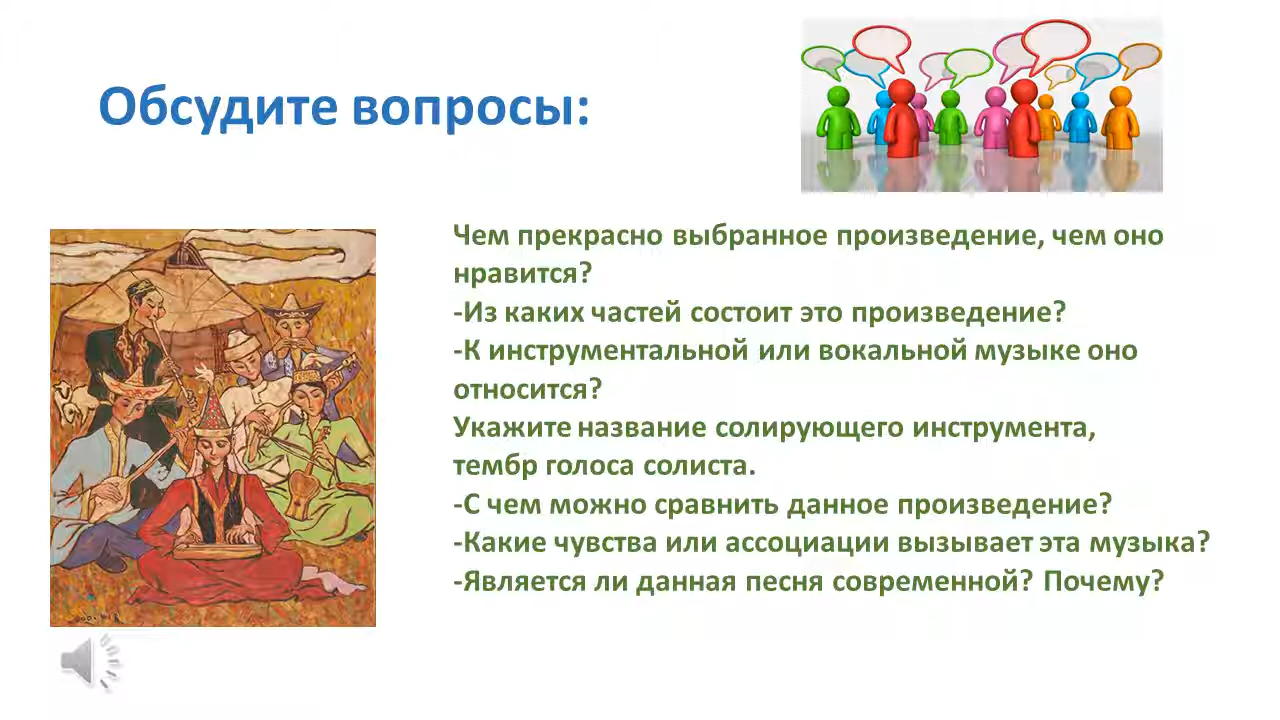 Обсудите вопросы:
Чем прекрасно выбранное произведение, чем оно
нравится?
-Из каких частей состоит это произведение?
-К инструментальной или вокальной музыке оно
относится?
Укажите название солирующего инструмента,
тембр голоса солиста.
-С чем можно сравнить данное произведение?
-Какие чувства или ассоциации вызывает эта музыка?
-Является ли данная песня современной? Почему?